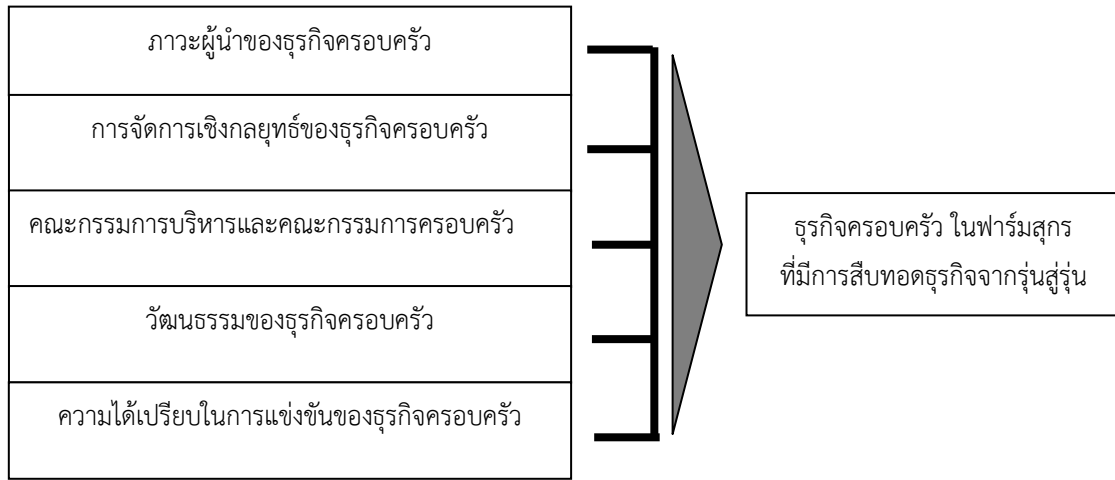 ภาวะผู้นำของธุรกิจครอบครัว
การจัดการเชิงกลยุทธ์ของธุรกิจครอบครัว
คณะกรรมการบริหารและคณะกรรมการครอบครัว
วัฒนธรรมของธุรกิจครอบครัว
ความได้เปรียบในการแข่งขันของธุรกิจครอบครัว
ธุรกิจครอบครัว ในฟาร์มสุกร
ที่มีการสืบทอดธุรกิจจากรุ่นสู่รุ่น